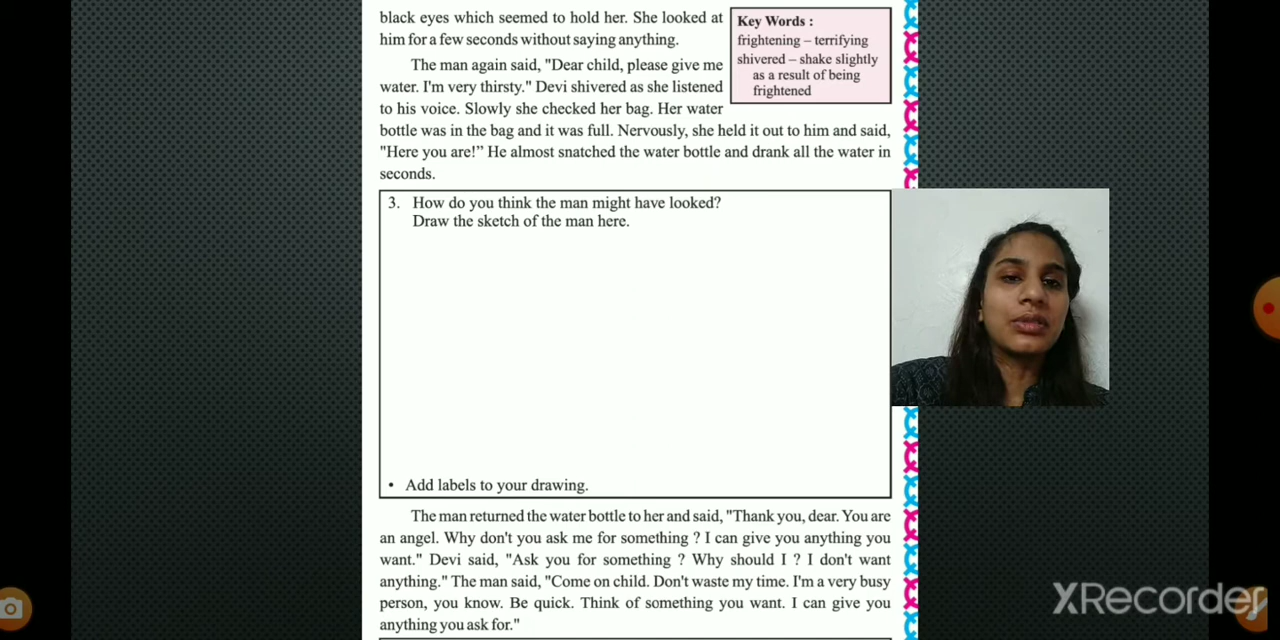 black eyes which seemed to hold her. She looked at
him for a few seconds without saying anything.
Key Words :
frightening – terrifying
shivered – shake slightly
as a result of being
frightened
The man again said, "Dear child, please give me
water. I'm very thirsty." Devi shivered as she listened
to his voice. Slowly she checked her bag. Her water
bottle was in the bag and it was full. Nervously, she held it out to him and said,
"Here you are!” He almost snatched the water bottle and drank all the water in
seconds.
3. How do you think the man might have looked?
Draw the sketch of the man here.
• Add labels to your drawing.
The man returned the water bottle to her and said, "Thank you, dear. You are
an angel. Why don't you ask me for something ? I can give you anything you
want." Devi said, "Ask you for something ? Why should I ? I don't want
anything." The man said, "Come on child. Don't waste my time. I'm a very busy
person, you know. Be quick. Think of something you want. I can give you
anything you ask for."
XRecorder